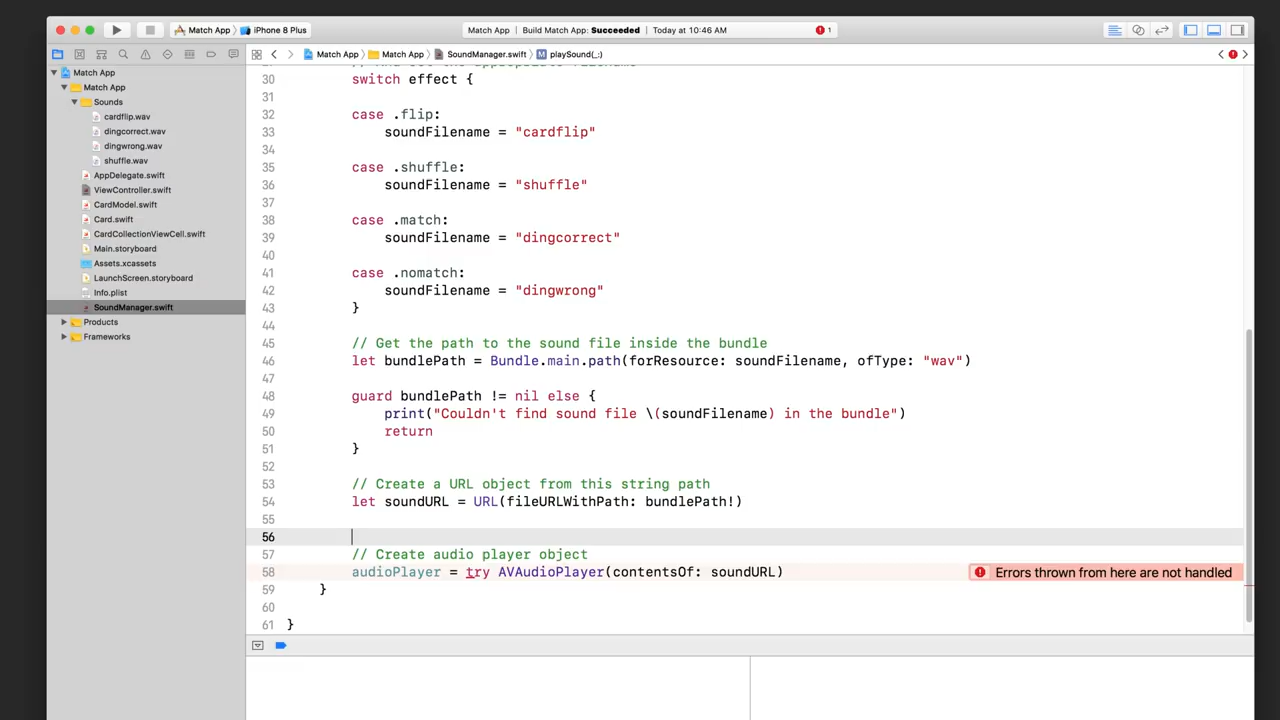 Match App
iPhone 8 Plus
Match App | Build Match App: Succeeded | Today at 10:46 AM
1
Match App
Match App
SoundManager.swift
M playSound(_:)
Match App
Match App
Sounds
cardflip.wav
dingcorrect.wav
dingwrong.wav
shuffle.wav
AppDelegate.swift
ViewController.swift
CardModel.swift
Card.swift
CardCollectionViewCell.swift
Main.storyboard
Assets.xcassets
LaunchScreen.storyboard
Info.plist
SoundManager.swift
Products
Frameworks
30 switch effect {
31
32 case .flip:
33 soundFilename = "cardflip"
34
35 case .shuffle:
36 soundFilename = "shuffle"
37
38 case .match:
39 soundFilename = "dingcorrect"
40
41 case .nomatch:
42 soundFilename = "dingwrong"
43 }
44
45 // Get the path to the sound file inside the bundle
46 let bundlePath = Bundle.main.path(forResource: soundFilename, ofType: "wav")
47
48 guard bundlePath != nil else {
49 print("Couldn't find sound file \(soundFilename) in the bundle")
50 return
51 }
52
53 // Create a URL object from this string path
54 let soundURL = URL(fileURLWithPath: bundlePath!)
55
56
57 // Create audio player object
58 audioPlayer = try AVAudioPlayer(contentsOf: soundURL) Errors thrown from here are not handled
59 }
60
61 }